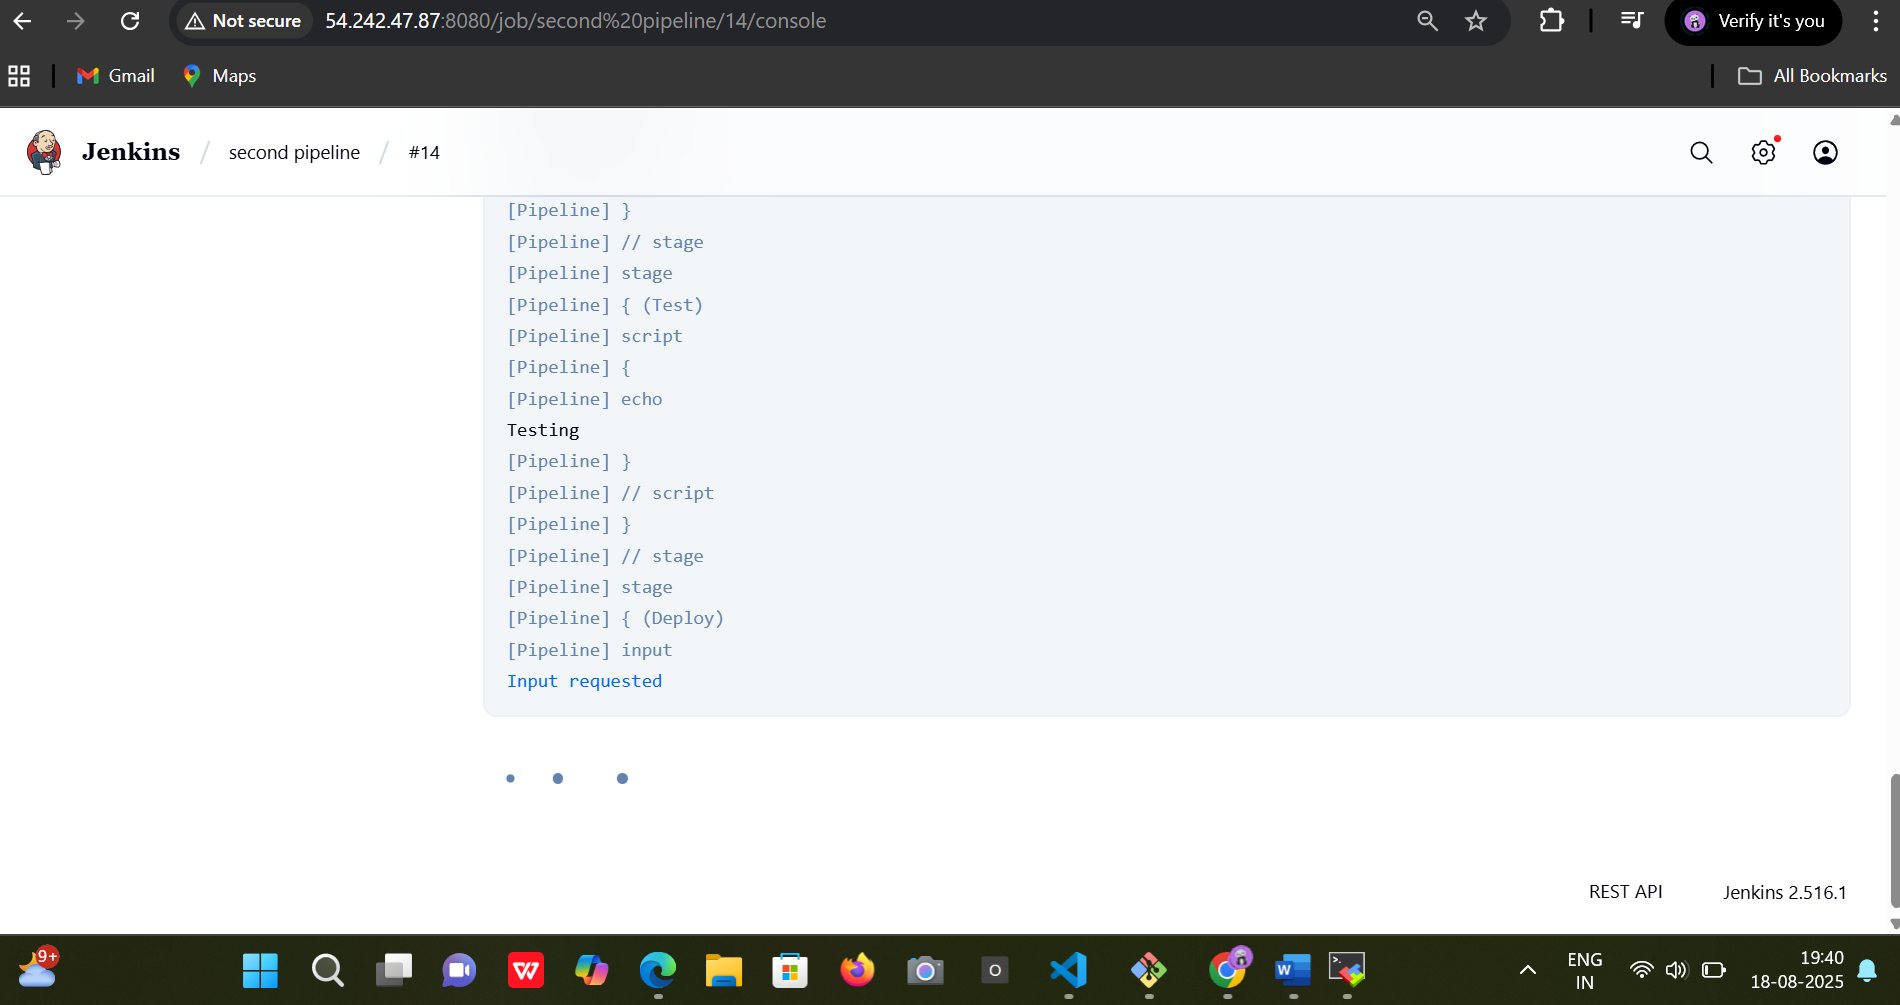 Not secure
54.242.47.87:8080/job/second%20pipeline/14/console
Verify it's you
Gmail
Maps
All Bookmarks
Jenkins / second pipeline / #14
[Pipeline] }
[Pipeline] // stage
[Pipeline] stage
[Pipeline] { (Test)
[Pipeline] script
[Pipeline] {
[Pipeline] echo
Testing
[Pipeline] }
[Pipeline] // script
[Pipeline] }
[Pipeline] // stage
[Pipeline] stage
[Pipeline] { (Deploy)
[Pipeline] input
Input requested
REST API
Jenkins 2.516.1
9+
W
O
W
ENG
IN
19:40
18-08-2025